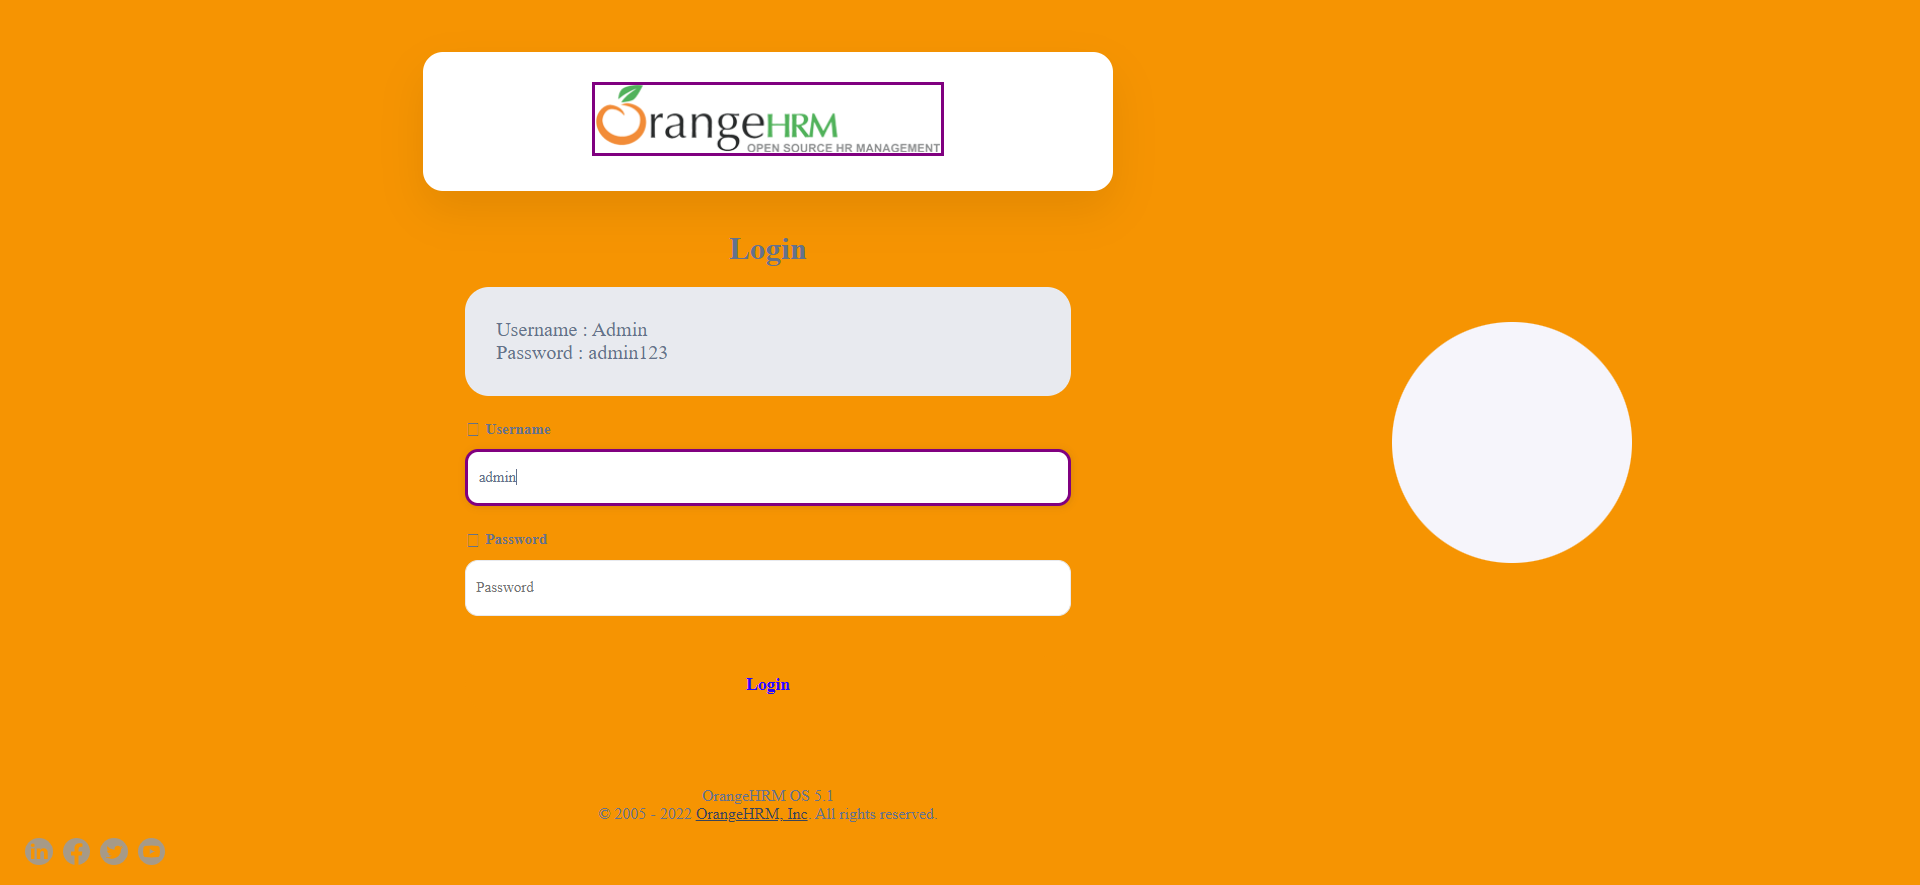 OrangeHRM
OPEN SOURCE HR MANAGEMENT
Login
Username : Admin
Password : admin123
Username
admin
Password
Password
Login
OrangeHRM OS 5.1
© 2005 - 2022 OrangeHRM, Inc. All rights reserved.